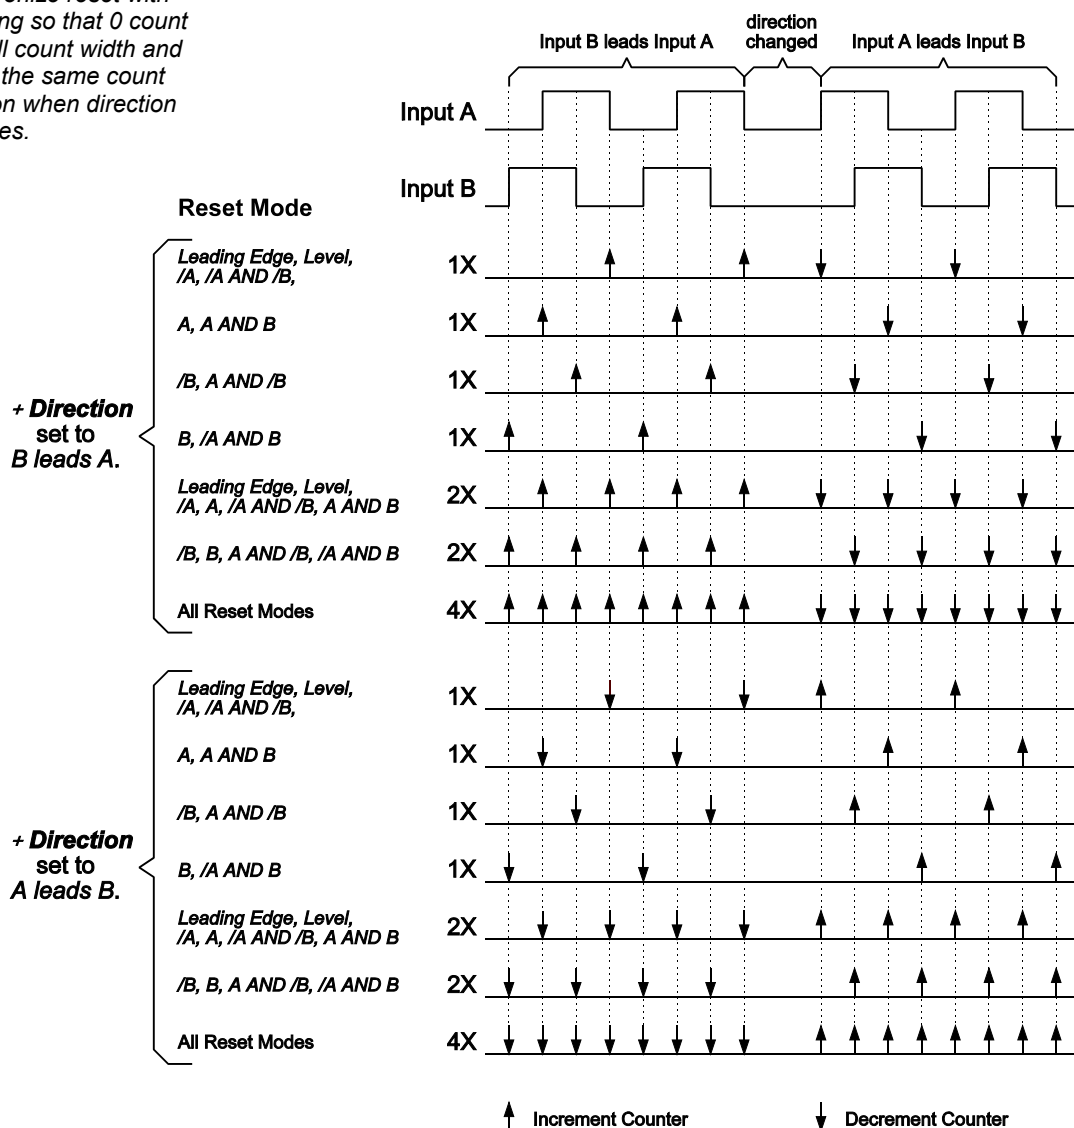 ng so that 0 count
ll count width and
the same count
on when direction
es.
Input B leads Input A
direction
changed
Input A leads Input B
Input A
Input B
Reset Mode
+ Direction
set to
B leads A.
Leading Edge, Level,
/A, /A AND /B,
1X
A, A AND B
1X
/B, A AND /B
1X
B, /A AND B
1X
Leading Edge, Level,
/A, A, /A AND /B, A AND B
2X
/B, B, A AND /B, /A AND B
2X
All Reset Modes
4X
+ Direction
set to
A leads B.
Leading Edge, Level,
/A, /A AND /B,
1X
A, A AND B
1X
/B, A AND /B
1X
B, /A AND B
1X
Leading Edge, Level,
/A, A, /A AND /B, A AND B
2X
/B, B, A AND /B, /A AND B
2X
All Reset Modes
4X
Increment Counter
Decrement Counter